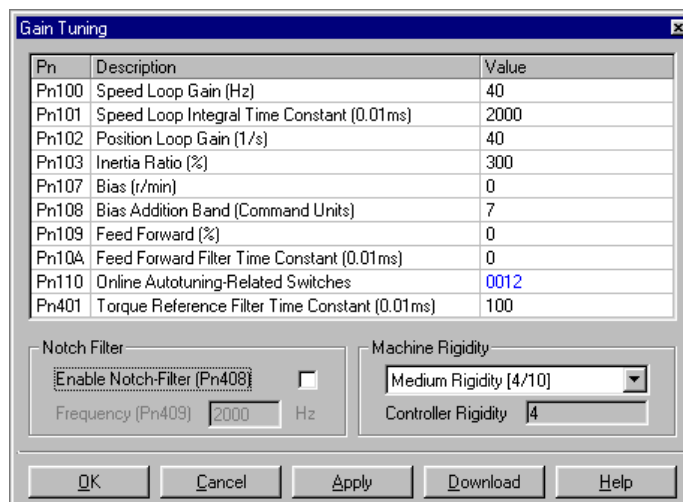 Gain Tuning
Pn Description Value
Pn100 Speed Loop Gain (Hz) 40
Pn101 Speed Loop Integral Time Constant (0.01ms) 2000
Pn102 Position Loop Gain (1/s) 40
Pn103 Inertia Ratio (%) 300
Pn107 Bias (r/min) 0
Pn108 Bias Addition Band (Command Units) 7
Pn109 Feed Forward (%) 0
Pn10A Feed Forward Filter Time Constant (0.01ms) 0
Pn110 Online Autotuning-Related Switches 0012
Pn401 Torque Reference Filter Time Constant (0.01ms) 100
Notch Filter Machine Rigidity
Enable Notch-Filter (Pn408) Medium Rigidity [4/10]
Frequency (Pn409) 2000 Hz Controller Rigidity 4
OK Cancel Apply Download Help